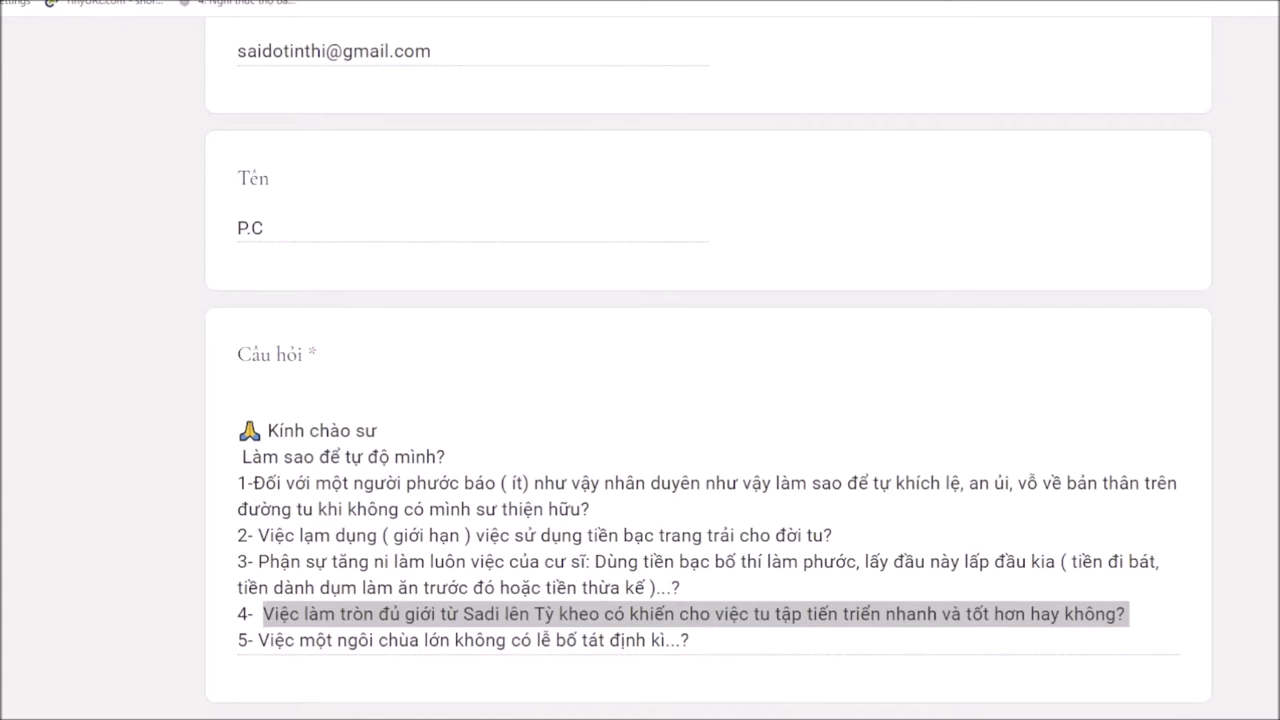 saidotinthi@gmail.com
Tên
P.C
Câu hỏi *
🙏 Kính chào sư
Làm sao để tự độ mình?
1-Đối với một người phước báo ( ít) như vậy nhân duyên như vậy làm sao để tự khích lệ, an ủi, vỗ về bản thân trên
đường tu khi không có mình sư thiện hữu?
2- Việc lạm dụng ( giới hạn ) việc sử dụng tiền bạc trang trải cho đời tu?
3- Phận sự tăng ni làm luôn việc của cư sĩ: Dùng tiền bạc bố thí làm phước, lấy đầu này lấp đầu kia ( tiền đi bát,
tiền dành dụm làm ăn trước đó hoặc tiền thừa kế )...?
4- Việc làm tròn đủ giới từ Sadi lên Tỳ kheo có khiến cho việc tu tập tiến triển nhanh và tốt hơn hay không?
5- Việc một ngôi chùa lớn không có lễ bố tát định kì...?